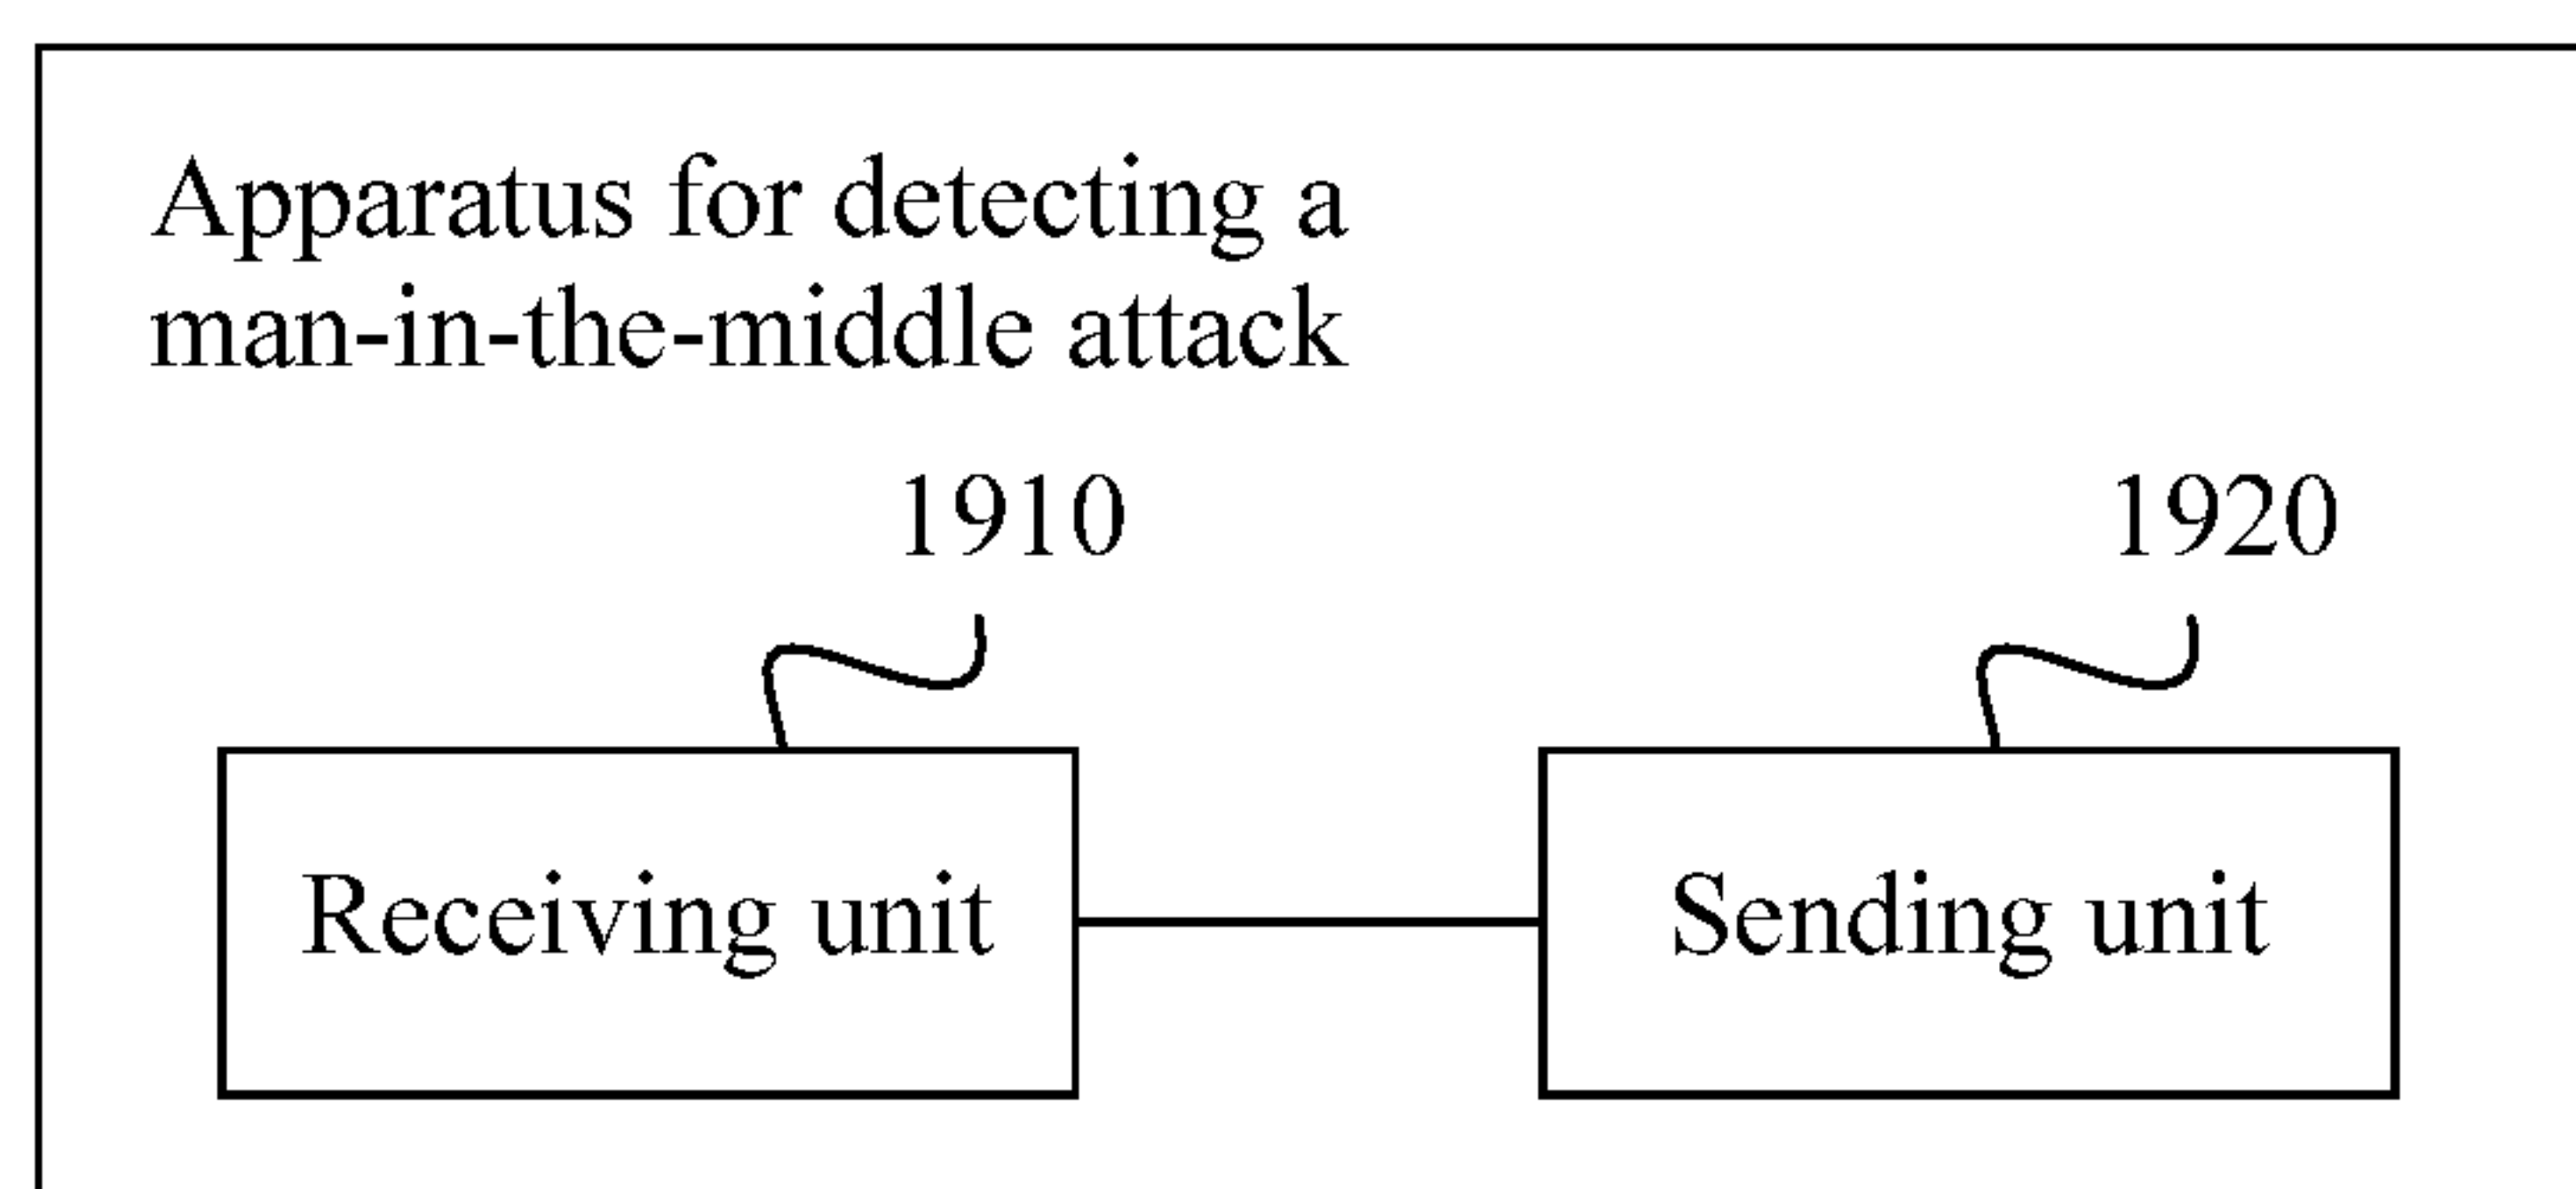 Apparatus for detecting a
man-in-the-middle attack
1910 1920
Receiving unit Sending unit